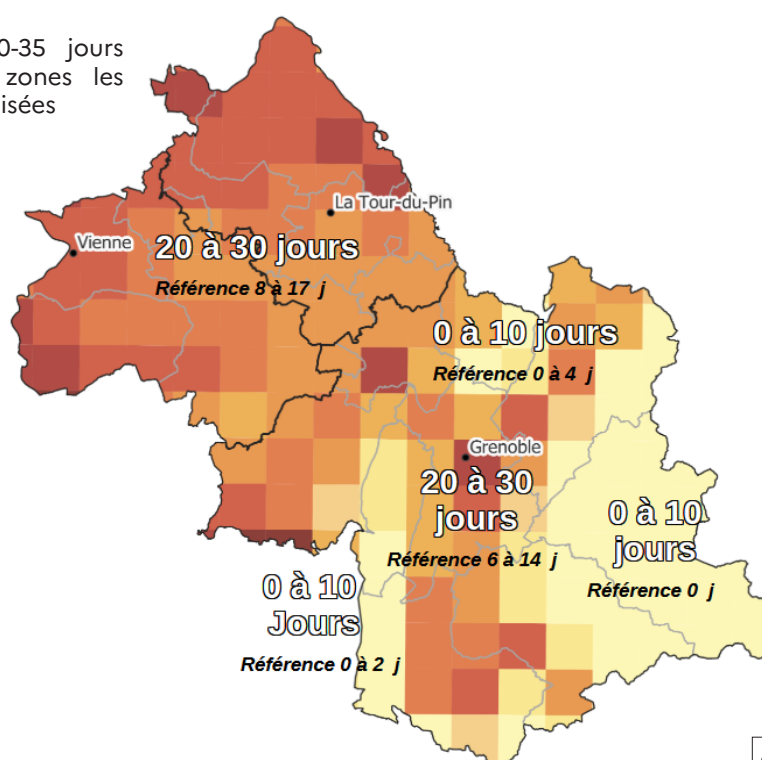 0-35 jours
zones les
isées
La Tour-du-Pin
Vienne
20 à 30 jours
Référence 8 à 17 j
0 à 10 jours
Référence 0 à 4 j
Grenoble
20 à 30
jours
Référence 6 à 14 j
0 à 10
jours
Référence 0 j
0 à 10
Jours
Référence 0 à 2 j